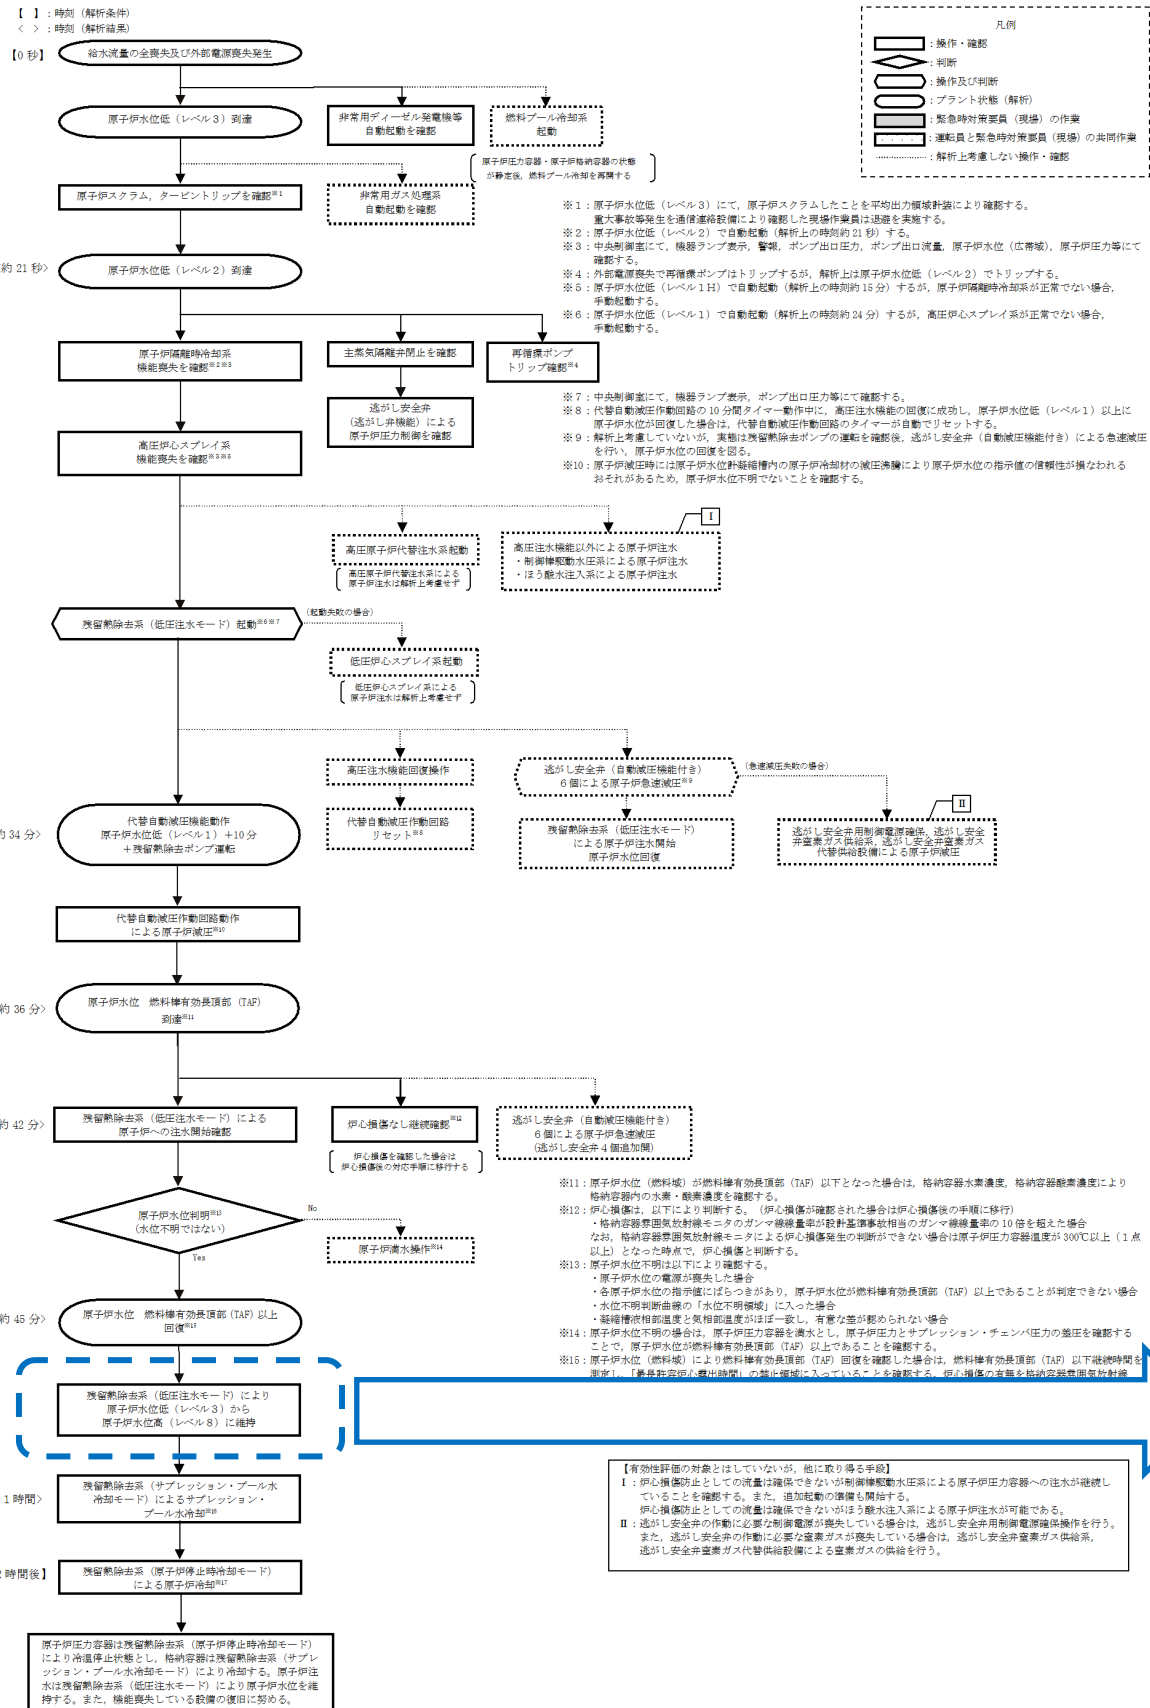 【　】：時刻（解析条件）
＜　＞：時刻（解析結果）
【0 秒】
給水流量の全喪失及び外部電源喪失発生
凡例
：操作・確認
：判断
：操作及び判断
：プラント状態（解析）
：緊急時対策要員（現場）の作業
：運転員と緊急時対策要員（現場）の共同作業
：解析上考慮しない操作・確認
原子炉水位低（レベル３）到達
非常用ディーゼル発電機等
自動起動を確認
燃料プール冷却系
起動
原子炉圧力容器・原子炉格納容器の状態
が静定後，燃料プール冷却を再開する
原子炉スクラム，タービントリップを確認※1
非常用ガス処理系
自動起動を確認
※１：原子炉水位低（レベル３）にて，原子炉スクラムしたことを平均出力領域計装により確認する。
重大事故等発生を通信連絡設備により確認した現場作業員は退避を実施する。
※２：原子炉水位低（レベル２）で自動起動（解析上の時刻約 21 秒）する。
※３：中央制御室にて，機器ランプ表示，警報，ポンプ出口圧力，ポンプ出口流量，原子炉水位（広帯域），原子炉圧力等にて
確認する。
※４：外部電源喪失で再循環ポンプはトリップするが，解析上は原子炉水位低（レベル２）でトリップする。
※５：原子炉水位低（レベル１Ｈ）で自動起動（解析上の時刻約 15 分）するが，原子炉隔離時冷却系が正常でない場合，
手動起動する。
※６：原子炉水位低（レベル１）で自動起動（解析上の時刻約 24 分）するが，高圧炉心スプレイ系が正常でない場合，
手動起動する。
約 21 秒>
原子炉水位低（レベル２）到達
原子炉隔離時冷却系
機能喪失を確認※2※3
主蒸気隔離弁閉止を確認
再循環ポンプ
トリップ確認※4
逃がし安全弁
（逃がし弁機能）による
原子炉圧力制御を確認
高圧炉心スプレイ系
機能喪失を確認※3※5
※７：中央制御室にて，機器ランプ表示，ポンプ出口圧力等にて確認する。
※８：代替自動減圧作動回路の 10 分間タイマー動作中に，高圧注水機能の回復に成功し，原子炉水位低（レベル１）以上に
原子炉水位が回復した場合は，代替自動減圧作動回路のタイマーが自動でリセットする。
※９：解析上考慮していないが，実態は残留熱除去ポンプの運転を確認後，逃がし安全弁（自動減圧機能付き）による急速減圧
を行い，原子炉水位の回復を図る。
※10：原子炉減圧時には原子炉水位計凝縮槽内の原子炉冷却材の減圧沸騰により原子炉水位の指示値の信頼性が損なわれる
おそれがあるため，原子炉水位不明でないことを確認する。
Ⅰ
高圧原子炉代替注水系起動
高圧原子炉代替注水系による
原子炉注水は解析上考慮せず
高圧注水機能以外による原子炉注水
・制御棒駆動水圧系による原子炉注水
・ほう酸水注入系による原子炉注水
残留熱除去系（低圧注水モード）起動※6※7
（起動失敗の場合）
低圧炉心スプレイ系起動
低圧炉心スプレイ系による
原子炉注水は解析上考慮せず
高圧注水機能回復操作
逃がし安全弁（自動減圧機能付き）
６個による原子炉急速減圧※9
（急速減圧失敗の場合）
Ⅱ
約 34 分>
代替自動減圧機能動作
原子炉水位低（レベル１）＋10 分
＋残留熱除去ポンプ運転
代替自動減圧作動回路
リセット※8
残留熱除去系（低圧注水モード）
による原子炉注水開始
原子炉水位回復
逃がし安全弁用制御電源確保，逃がし安全
弁窒素ガス供給系，逃がし安全弁窒素ガス
代替供給設備による原子炉減圧
代替自動減圧作動回路動作
による原子炉減圧※10
約 36 分>
原子炉水位　燃料棒有効長頂部（TAF）
到達※11
約 42 分>
残留熱除去系（低圧注水モード）による
原子炉への注水開始確認
炉心損傷なし継続確認※12
炉心損傷を確認した場合は
炉心損傷後の対応手順に移行する
逃がし安全弁（自動減圧機能付き）
６個による原子炉急速減圧
（逃がし安全弁４個追加開）
原子炉水位判明※13
（水位不明ではない）
No
Yes
原子炉満水操作※14
※11：原子炉水位（燃料域）が燃料棒有効長頂部（TAF）以下となった場合は，格納容器水素濃度，格納容器酸素濃度により
格納容器内の水素・酸素濃度を確認する。
※12：炉心損傷は，以下により判断する。（炉心損傷が確認された場合は炉心損傷後の手順に移行）
・格納容器雰囲気放射線モニタのガンマ線線量率が設計基準事故相当のガンマ線線量率の 10 倍を超えた場合
なお，格納容器雰囲気放射線モニタによる炉心損傷発生の判断ができない場合は原子炉圧力容器温度が 300℃以上（１点
以上）となった時点で，炉心損傷と判断する。
※13：原子炉水位不明は以下により確認する。
・原子炉水位の電源が喪失した場合
・各原子炉水位の指示値にばらつきがあり，原子炉水位が燃料棒有効長頂部（TAF）以上であることが判定できない場合
・水位不明判断曲線の「水位不明領域」に入った場合
・凝縮槽液相部温度と気相部温度がほぼ一致し，有意な差が認められない場合
※14：原子炉水位不明の場合は，原子炉圧力容器を満水とし，原子炉圧力とサプレッション・チェンバ圧力の差圧を確認する
ことで，原子炉水位が燃料棒有効長頂部（TAF）以上であることを確認する。
※15：原子炉水位（燃料域）により燃料棒有効長頂部（TAF）回復を確認した場合は，燃料棒有効長頂部（TAF）以下継続時間を
測定し，「最長許容炉心露出時間」の禁止領域に入っていることを確認する。炉心損傷の有無を格納容器雰囲気放射線
約 45 分>
原子炉水位　燃料棒有効長頂部（TAF）以上
回復※15
残留熱除去系（低圧注水モード）により
原子炉水位低（レベル３）から
原子炉水位高（レベル８）に維持
1 時間>
残留熱除去系（サプレッション・プール水
冷却モード）によるサプレッション・
プール水冷却※16
2 時間後】
残留熱除去系（原子炉停止時冷却モード）
による原子炉冷却※17
【有効性評価の対象とはしていないが，他に取り得る手段】
Ⅰ：炉心損傷防止としての流量は確保できないが制御棒駆動水圧系による原子炉圧力容器への注水が継続し
ていることを確認する。また，追加起動の準備も開始する。
炉心損傷防止としての流量は確保できないがほう酸水注入系による原子炉注水が可能である。
Ⅱ：逃がし安全弁の作動に必要な制御電源が喪失している場合は，逃がし安全弁用制御電源確保操作を行う。
また，逃がし安全弁の作動に必要な窒素ガスが喪失している場合は，逃がし安全弁窒素ガス供給系，
逃がし安全弁窒素ガス代替供給設備による窒素ガスの供給を行う。
原子炉圧力容器は残留熱除去系（原子炉停止時冷却モード）
により冷温停止状態とし，格納容器は残留熱除去系（サプレ
ッション・プール水冷却モード）により冷却する。原子炉注
水は残留熱除去系（低圧注水モード）により原子炉水位を維
持する。また，機能喪失している設備の復旧に努める。